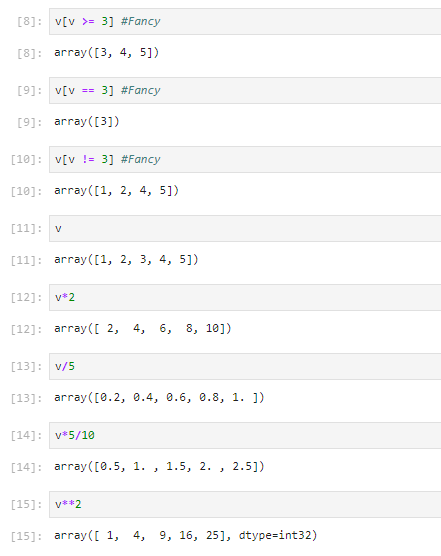 [8]: v[v >= 3] #Fancy
[8]: array([3, 4, 5])
[9]: v[v == 3] #Fancy
[9]: array([3])
[10]: v[v != 3] #Fancy
[10]: array([1, 2, 4, 5])
[11]: v
[11]: array([1, 2, 3, 4, 5])
[12]: v*2
[12]: array([ 2,  4,  6,  8, 10])
[13]: v/5
[13]: array([0.2, 0.4, 0.6, 0.8, 1. ])
[14]: v*5/10
[14]: array([0.5, 1. , 1.5, 2. , 2.5])
[15]: v**2
[15]: array([ 1,  4,  9, 16, 25], dtype=int32)